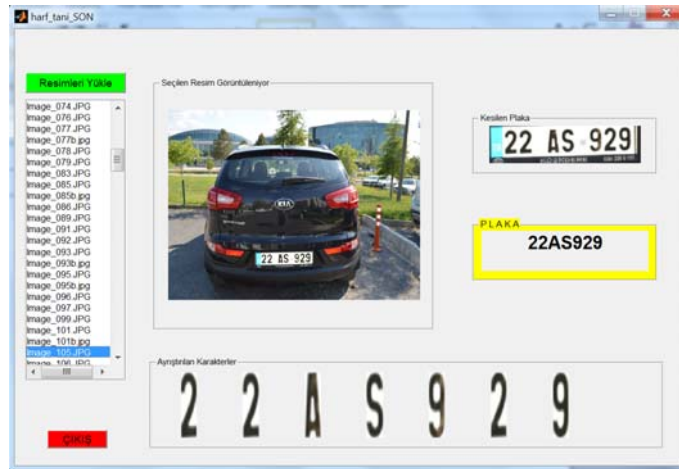 harf_tani_SON
Resimleri Yükle
Image_074.JPG
Image_076.JPG
Image_077.JPG
Image_077b.jpg
Image_078.JPG
Image_079.JPG
Image_083.JPG
Image_085.JPG
Image_085b.jpg
Image_086.JPG
Image_089.JPG
Image_091.JPG
Image_092.JPG
Image_093.JPG
Image_093b.jpg
Image_095.JPG
Image_095b.jpg
Image_096.JPG
Image_097.JPG
Image_099.JPG
Image_101.JPG
Image_101b.jpg
Image_105.JPG
Image_106.JPG
ÇIKIŞ
Seçilen Resim Görüntüleniyor
KIA
22 AS 929
Kesilen Plaka
22 AS 929
PLAKA
22AS929
Ayrıştırılan Karakterler
2 2 A S 9 2 9